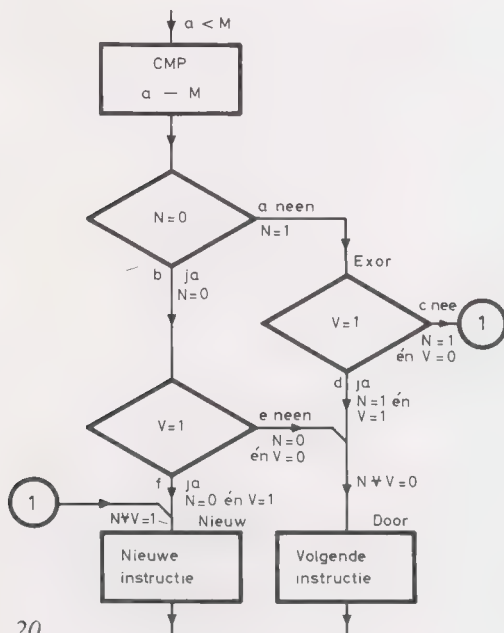 a < M
CMP
a — M
N=0
a neen
N=1
b ja
N=0
Exor
V=1
c nee
N=1
én V=0
1
d ja
N=1 én
V=1
V=1
e neen
N=0
én V=0
f ja
N=0 én V=1
1
N∀V=1
Nieuw
N∀V=0
Door
Nieuwe
instructie
Volgende
instructie
20